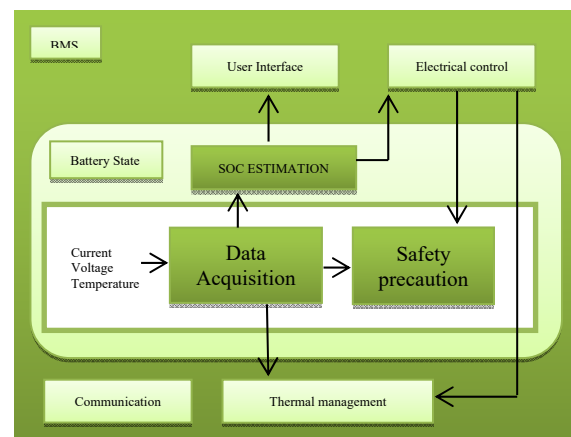 BMS
User Interface
Electrical control
Battery State
SOC ESTIMATION
Current
Voltage
Temperature
Data
Acquisition
Safety
precaution
Communication
Thermal management